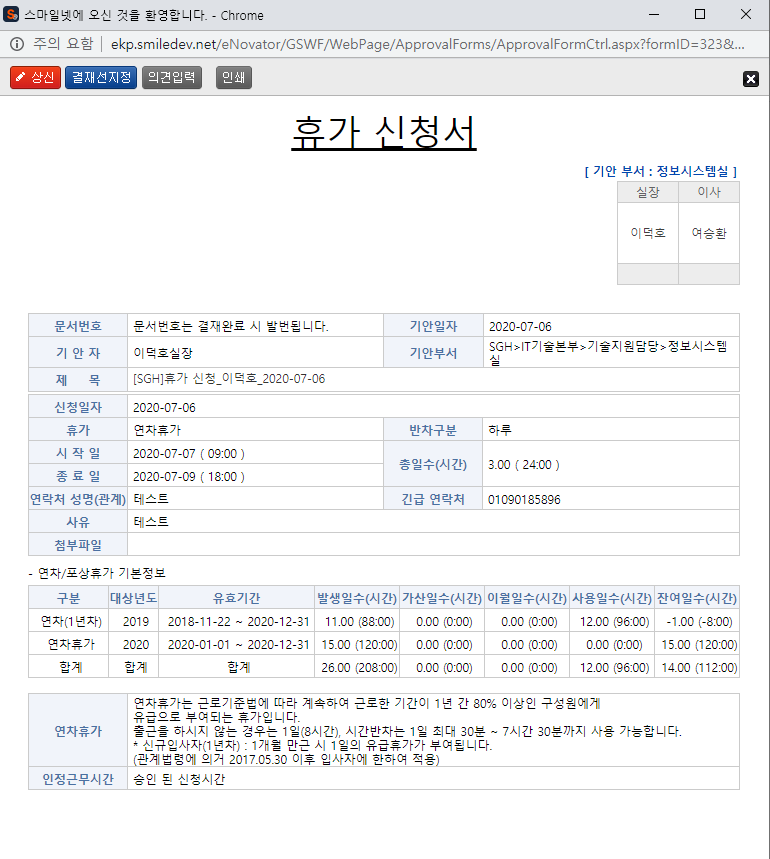 스마일넷에 오신 것을 환영합니다. - Chrome
주의 요함 | ekp.smiledev.net/eNovator/GSWF/WebPage/ApprovalForms/ApprovalFormCtrl.aspx?formID=323&...
상신 결재선지정 의견입력 인쇄
휴가 신청서
[ 기안 부서 : 정보시스템실 ]
실장 이사
이덕호 여승환
문서번호 문서번호는 결재완료 시 발번됩니다. 기안일자 2020-07-06
기 안 자 이덕호실장 기안부서 SGH>IT기술본부>기술지원담당>정보시스템
실
제 목 [SGH]휴가 신청_이덕호_2020-07-06
신청일자 2020-07-06
휴가 연차휴가 반차구분 하루
시 작 일 2020-07-07 ( 09:00 ) 총일수(시간) 3.00 ( 24:00 )
종 료 일 2020-07-09 ( 18:00 )
연락처 성명(관계) 테스트 긴급 연락처 01090185896
사유 테스트
첨부파일
- 연차/포상휴가 기본정보
구분 대상년도 유효기간 발생일수(시간) 가산일수(시간) 이월일수(시간) 사용일수(시간) 잔여일수(시간)
연차(1년차) 2019 2018-11-22 ~ 2020-12-31 11.00 (88:00) 0.00 (0:00) 0.00 (0:00) 12.00 (96:00) -1.00 (-8:00)
연차휴가 2020 2020-01-01 ~ 2020-12-31 15.00 (120:00) 0.00 (0:00) 0.00 (0:00) 0.00 (0:00) 15.00 (120:00)
합계 합계 합계 26.00 (208:00) 0.00 (0:00) 0.00 (0:00) 12.00 (96:00) 14.00 (112:00)
연차휴가 연차휴가는 근로기준법에 따라 계속하여 근로한 기간이 1년 간 80% 이상인 구성원에게
유급으로 부여되는 휴가입니다.
출근을 하시지 않는 경우는 1일(8시간), 시간반차는 1일 최대 30분 ~ 7시간 30분까지 사용 가능합니다.
* 신규입사자(1년차) : 1개월 만근 시 1일의 유급휴가가 부여됩니다.
(관계법령에 의거 2017.05.30 이후 입사자에 한하여 적용)
인정근무시간 승인 된 신청시간